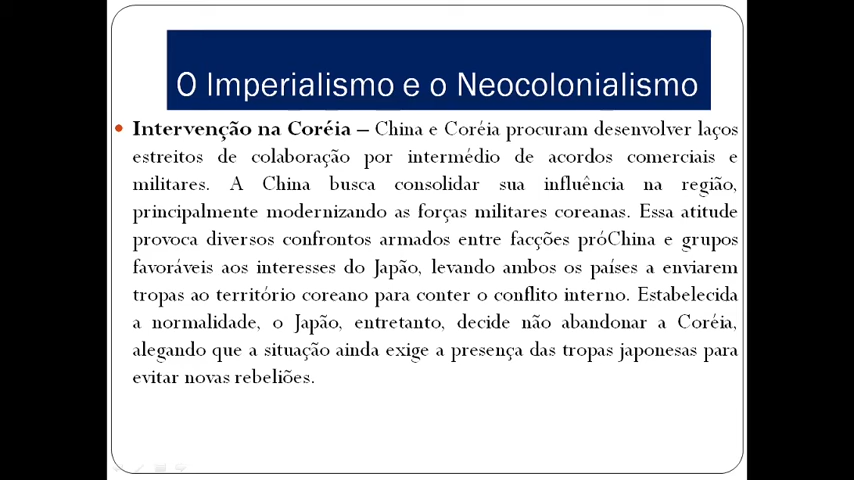 O Imperialismo e o Neocolonialismo
• Intervenção na Coréia – China e Coréia procuram desenvolver laços
estreitos de colaboração por intermédio de acordos comerciais e
militares. A China busca consolidar sua influência na região,
principalmente modernizando as forças militares coreanas. Essa atitude
provoca diversos confrontos armados entre facções próChina e grupos
favoráveis aos interesses do Japão, levando ambos os países a enviarem
tropas ao território coreano para conter o conflito interno. Estabelecida
a normalidade, o Japão, entretanto, decide não abandonar a Coréia,
alegando que a situação ainda exige a presença das tropas japonesas para
evitar novas rebeliões.